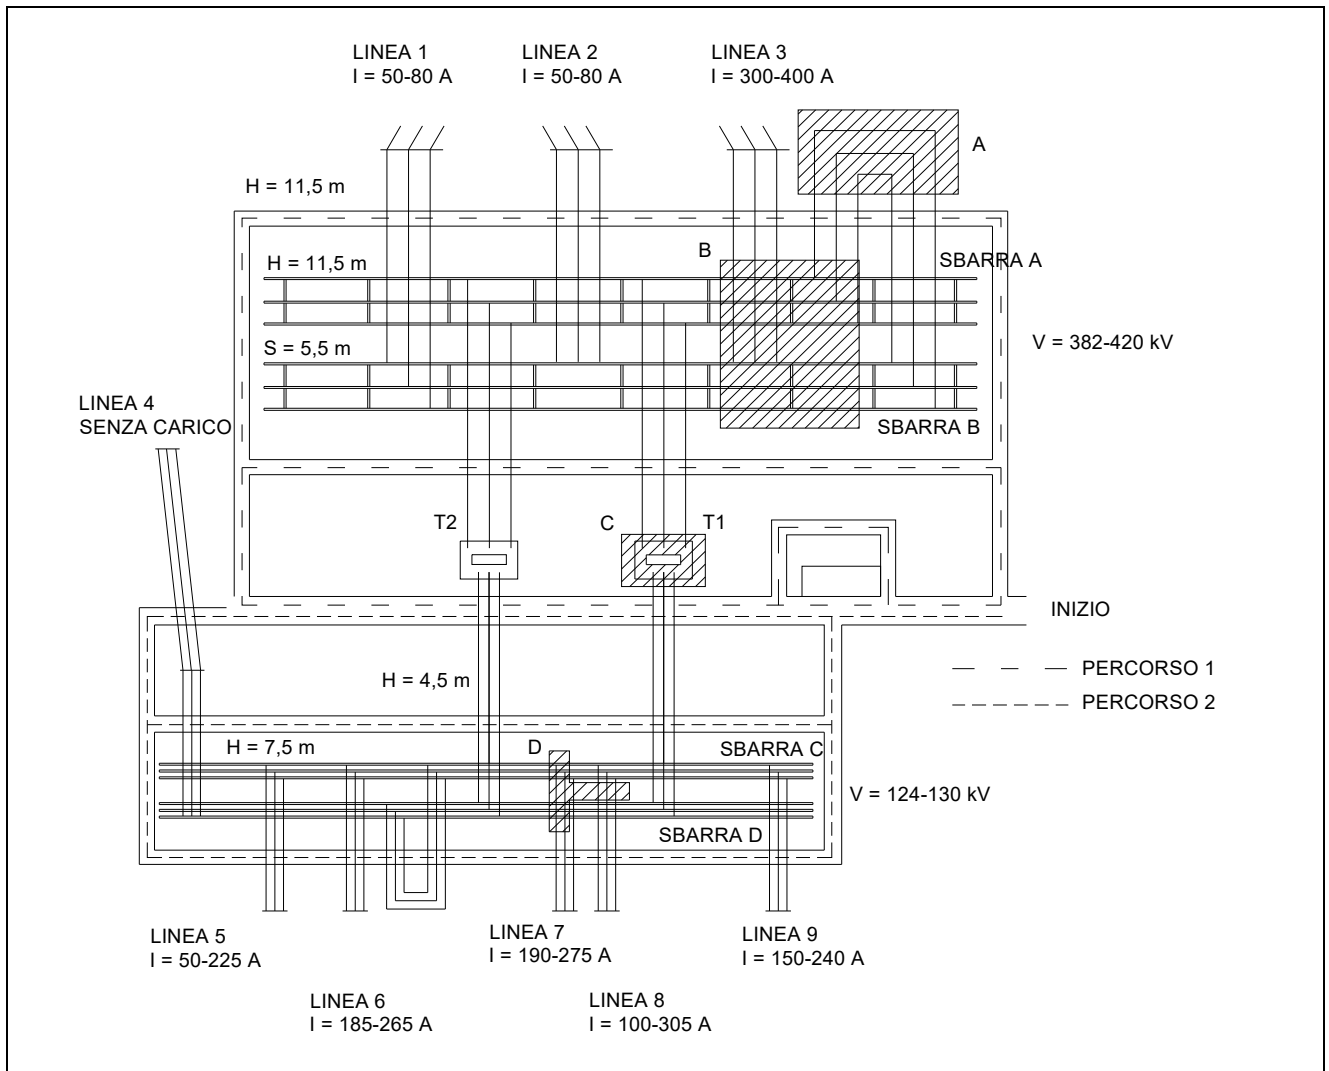 LINEA 1
I = 50-80 A
LINEA 2
I = 50-80 A
LINEA 3
I = 300-400 A
A
H = 11,5 m
B
H = 11,5 m
SBARRA A
S = 5,5 m
V = 382-420 kV
LINEA 4
SENZA CARICO
SBARRA B
T2
C
T1
INIZIO
H = 4,5 m
PERCORSO 1
PERCORSO 2
H = 7,5 m
D
SBARRA C
V = 124-130 kV
SBARRA D
LINEA 5
I = 50-225 A
LINEA 7
I = 190-275 A
LINEA 9
I = 150-240 A
LINEA 6
I = 185-265 A
LINEA 8
I = 100-305 A